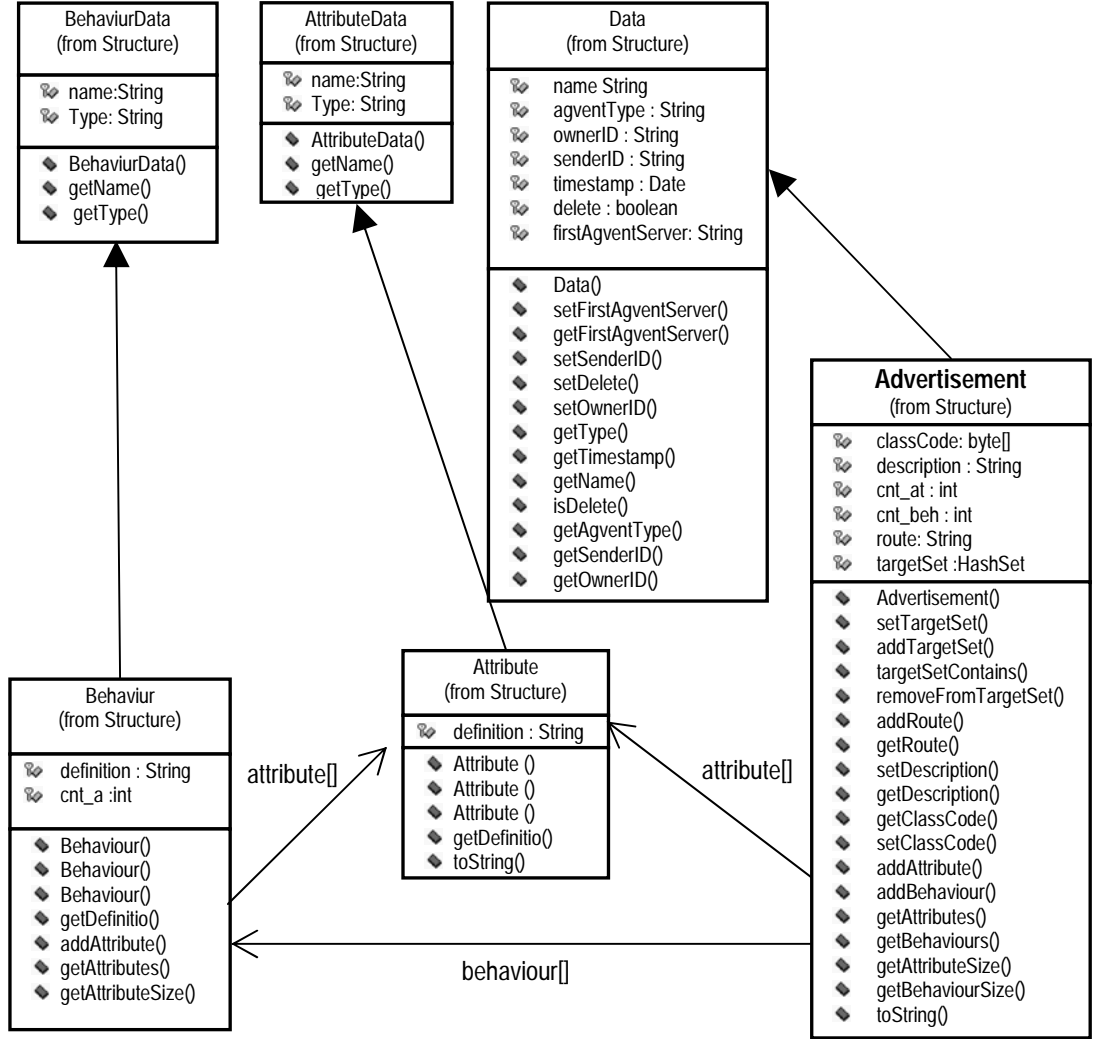 BehaviurData
(from Structure)
name:String
Type: String
BehaviurData()
getName()
getType()
AttributeData
(from Structure)
name:String
Type: String
AttributeData()
getName()
getType()
Data
(from Structure)
name String
agventType : String
ownerID : String
senderID : String
timestamp : Date
delete : boolean
firstAgventServer: String
Data()
setFirstAgventServer()
getFirstAgventServer()
setSenderID()
setDelete()
setOwnerID()
getType()
getTimestamp()
getName()
isDelete()
getAgventType()
getSenderID()
getOwnerID()
Advertisement
(from Structure)
classCode: byte[]
description : String
cnt_at : int
cnt_beh : int
route: String
targetSet :HashSet
Advertisement()
setTargetSet()
addTargetSet()
targetSetContains()
removeFromTargetSet()
addRoute()
getRoute()
setDescription()
getDescription()
getClassCode()
setClassCode()
addAttribute()
addBehaviour()
getAttributes()
getBehaviours()
getAttributeSize()
getBehaviourSize()
toString()
Behaviur
(from Structure)
definition : String
cnt_a :int
Behaviour()
Behaviour()
Behaviour()
getDefinitio()
addAttribute()
getAttributes()
getAttributeSize()
attribute[]
Attribute
(from Structure)
definition : String
Attribute ()
Attribute ()
Attribute ()
getDefinitio()
toString()
attribute[]
behaviour[]